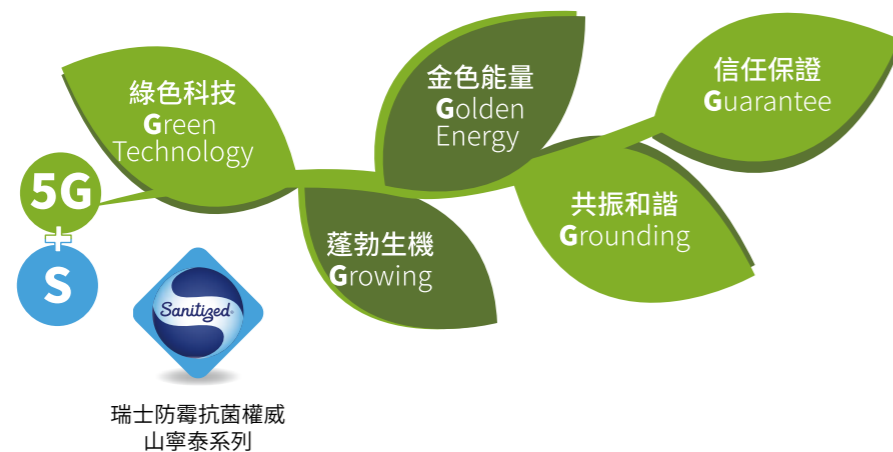 5G
+
S
綠色科技
Green
Technology
金色能量
Golden
Energy
信任保證
Guarantee
蓬勃生機
Growing
共振和諧
Grounding
Sanitized®
瑞士防霉抗菌權威
山寧泰系列